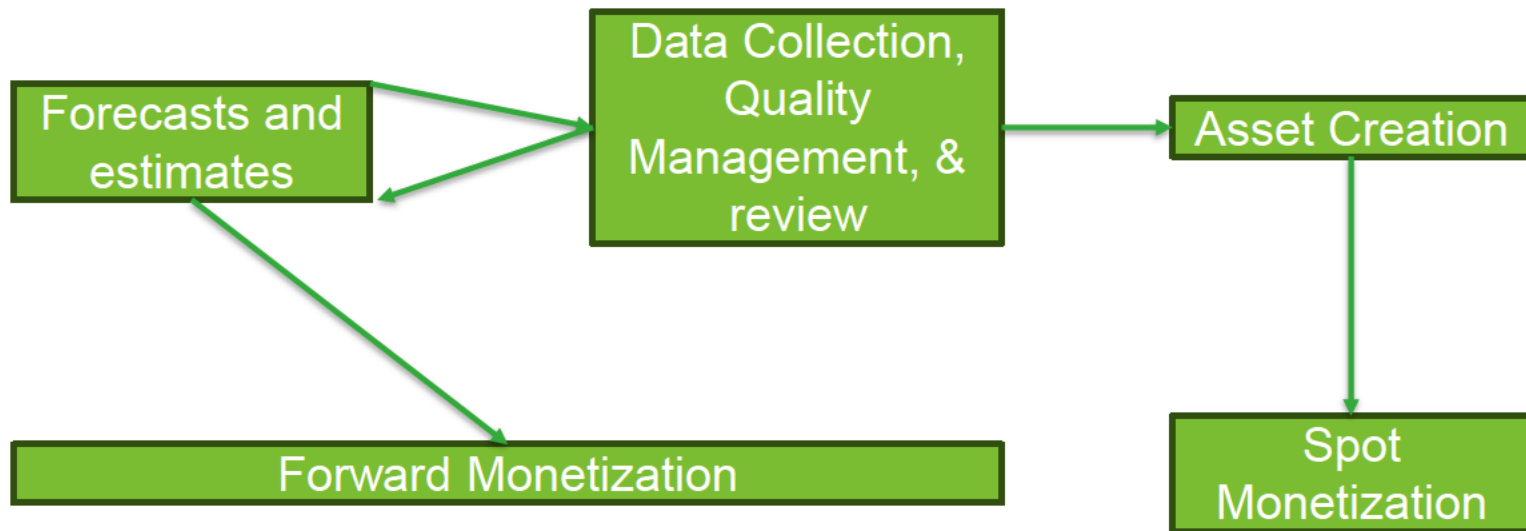 Data Collection,
Quality
Management, &
review
Forecasts and
estimates
Asset Creation
Forward Monetization
Spot
Monetization